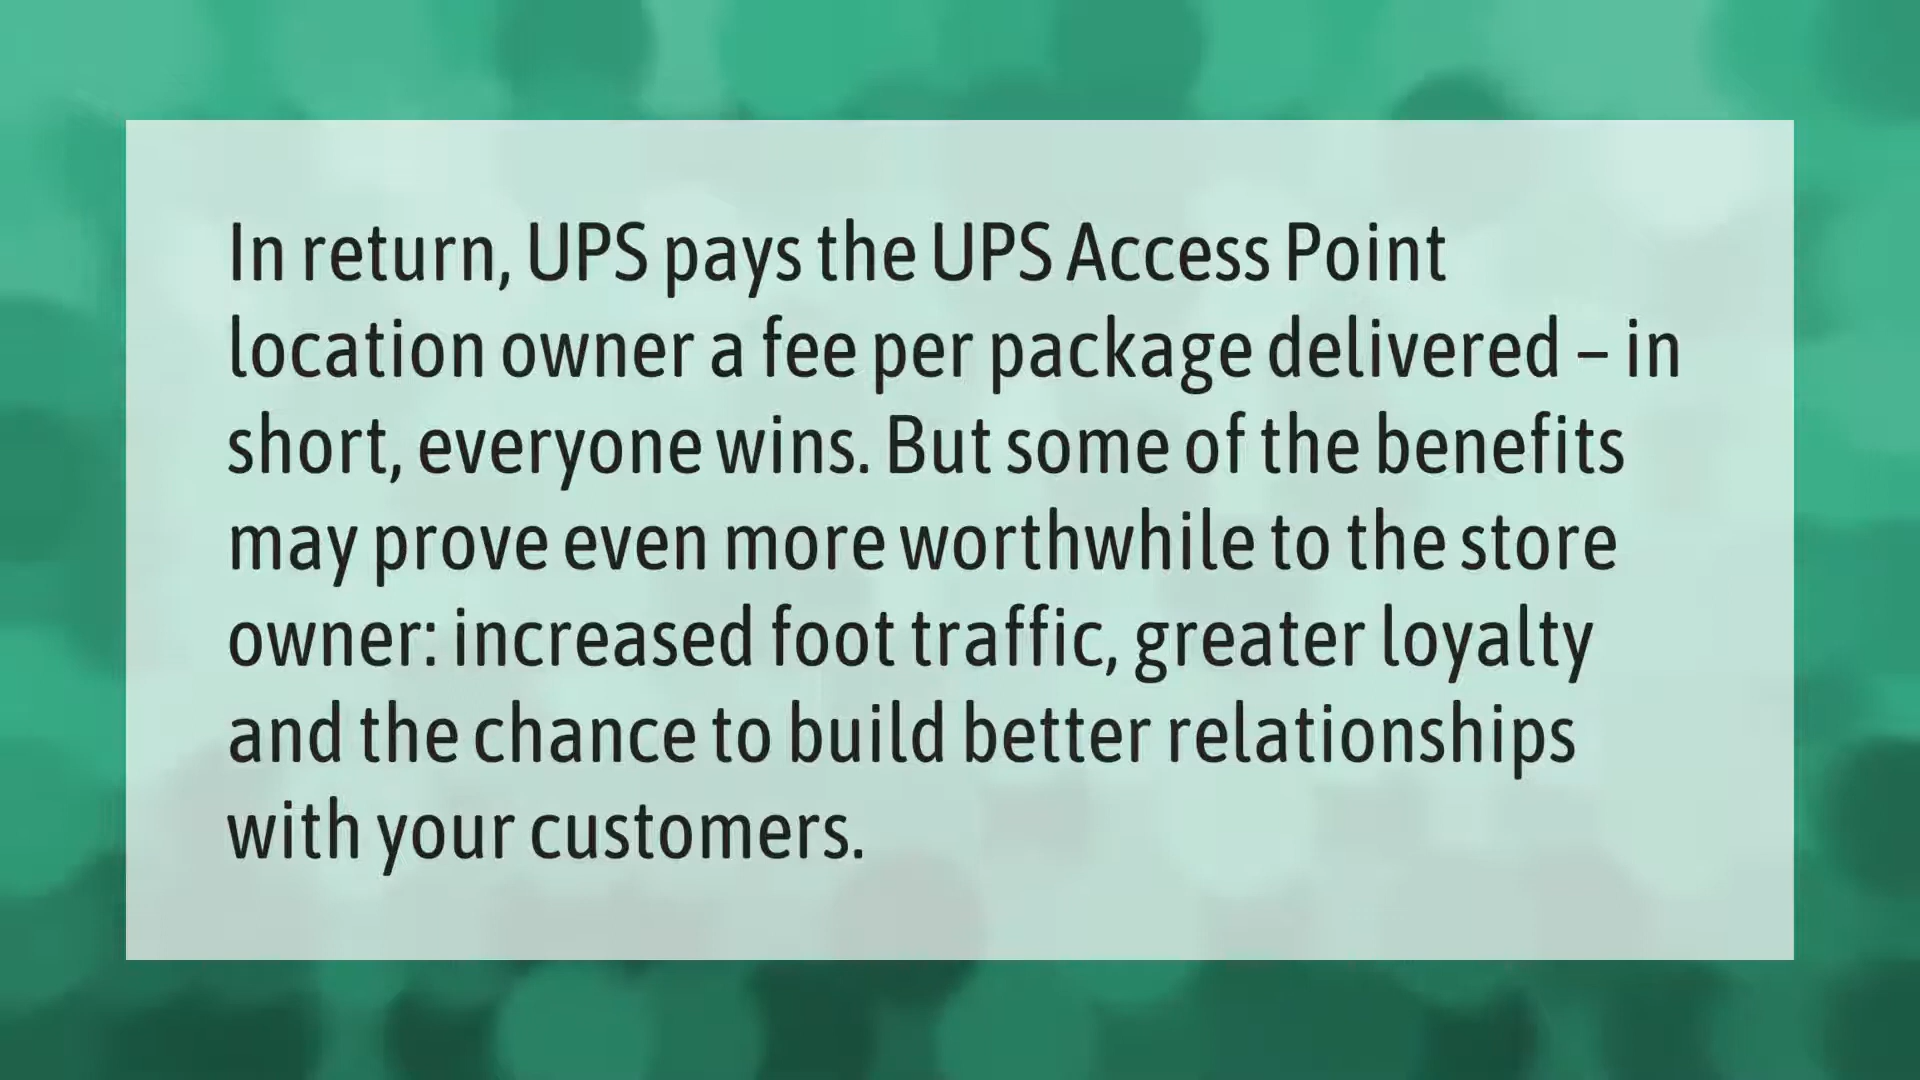 In return, UPS pays the UPS Access Point
location owner a fee per package delivered – in
short, everyone wins. But some of the benefits
may prove even more worthwhile to the store
owner: increased foot traffic, greater loyalty
and the chance to build better relationships
with your customers.